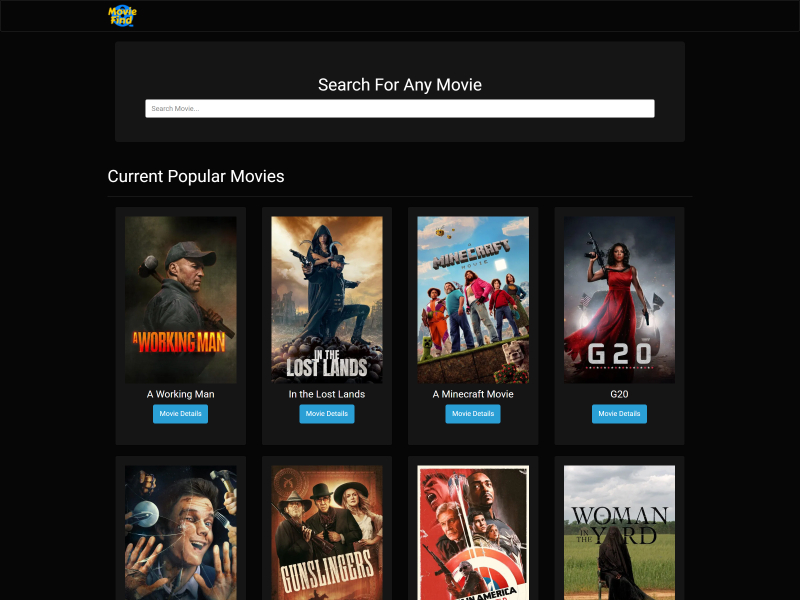 Movie
Find
Search For Any Movie
Search Movie...
Current Popular Movies
A WORKING MAN
IN THE
LOST LANDS
A
MINECRAFT
MOVIE
G20
A Working Man
In the Lost Lands
A Minecraft Movie
G20
Movie Details
Movie Details
Movie Details
Movie Details
GUNSLINGERS
AMERICA
WOMAN
IN THE YARD